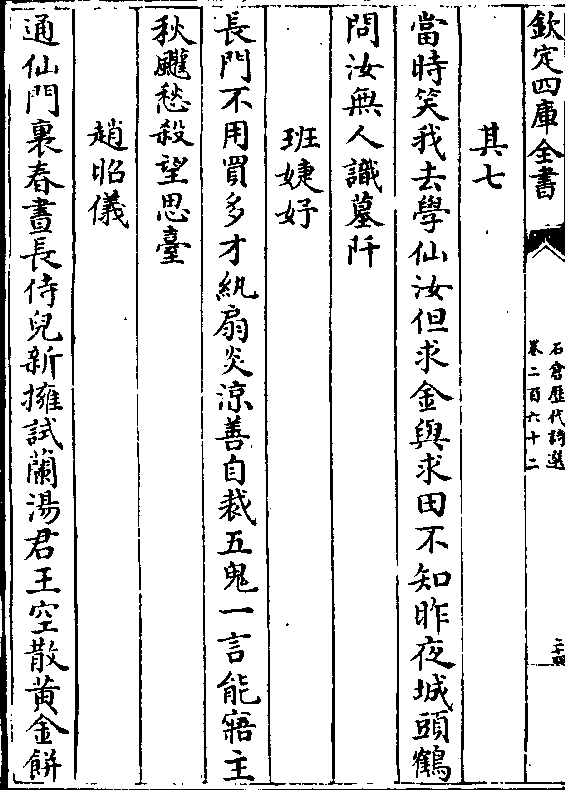 欽定四庫全書
石倉歷代詩選
卷二百六十二
二十四
其七
當時笑我去學仙汝但求金與求田不知昨夜城頭鶴
問汝無人識墓阡
班婕妤
長門不用買多才紈扇炎涼善自裁五鬼一言能寤主
秋颸愁殺望思臺
趙昭儀
通仙門裏春晝長侍兒新擁試蘭湯君王空散黃金餅